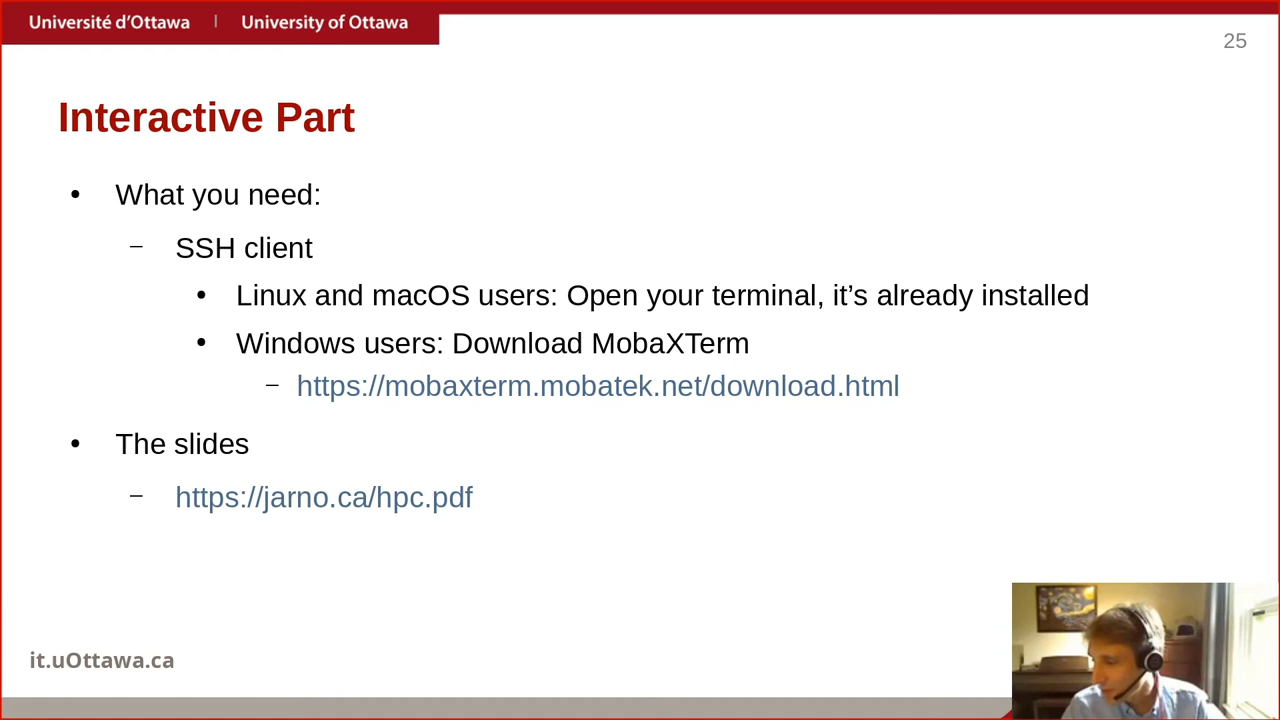 Université d'Ottawa | University of Ottawa
25
Interactive Part
• What you need:
– SSH client
• Linux and macOS users: Open your terminal, it’s already installed
• Windows users: Download MobaXTerm
– https://mobaxterm.mobatek.net/download.html
• The slides
– https://jarno.ca/hpc.pdf
it.uOttawa.ca